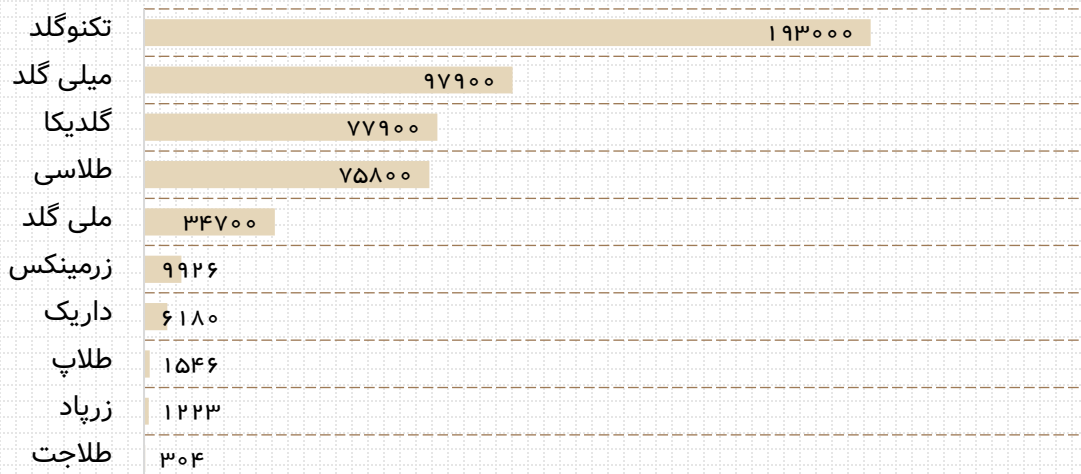 تکنوگلد ۱۹۳۰۰۰
میلی گلد ۹۷۹۰۰
گلدیکا ۷۷۹۰۰
طلاسی ۷۵۸۰۰
ملی گلد ۳۴۷۰۰
زرمینکس ۹۹۲۶
داریک ۶۱۸۰
طلاپ ۱۵۴۶
زرپاد ۱۲۲۳
طلاجت ۳۰۴